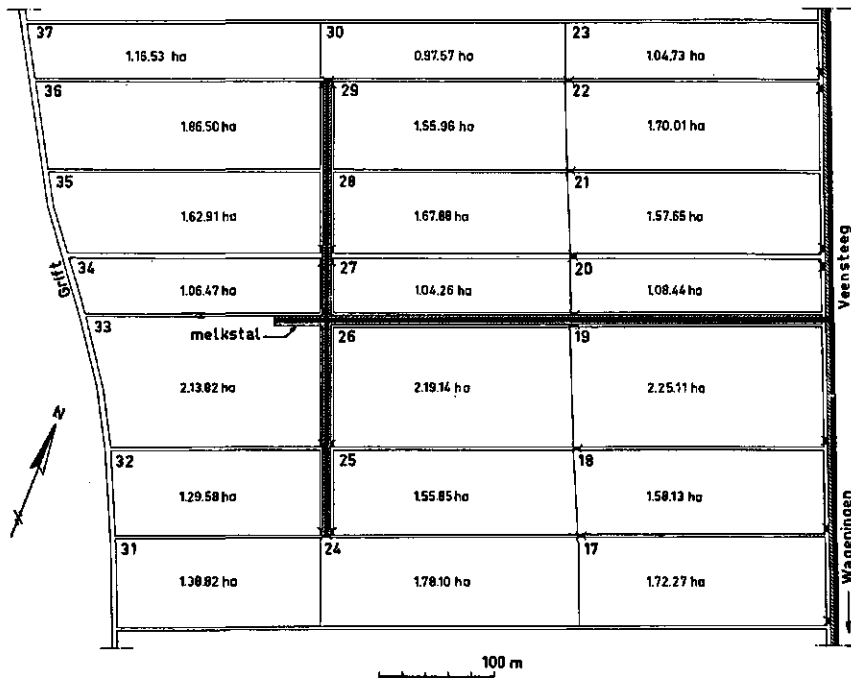 37
30
23
1.16.53 ha
0.97.57 ha
1.04.73 ha
36
29
22
1.86.50 ha
1.55.96 ha
1.70.01 ha
35
28
21
1.62.91 ha
1.67.88 ha
1.57.65 ha
Grift
34
27
20
1.06.47 ha
1.04.26 ha
1.08.44 ha
Veensteeg
33
melkstal
26
19
2.13.82 ha
2.19.14 ha
2.25.11 ha
N
32
25
18
1.29.58 ha
1.55.85 ha
1.58.13 ha
31
24
17
1.38.82 ha
1.78.10 ha
1.72.27 ha
Wageningen
100 m